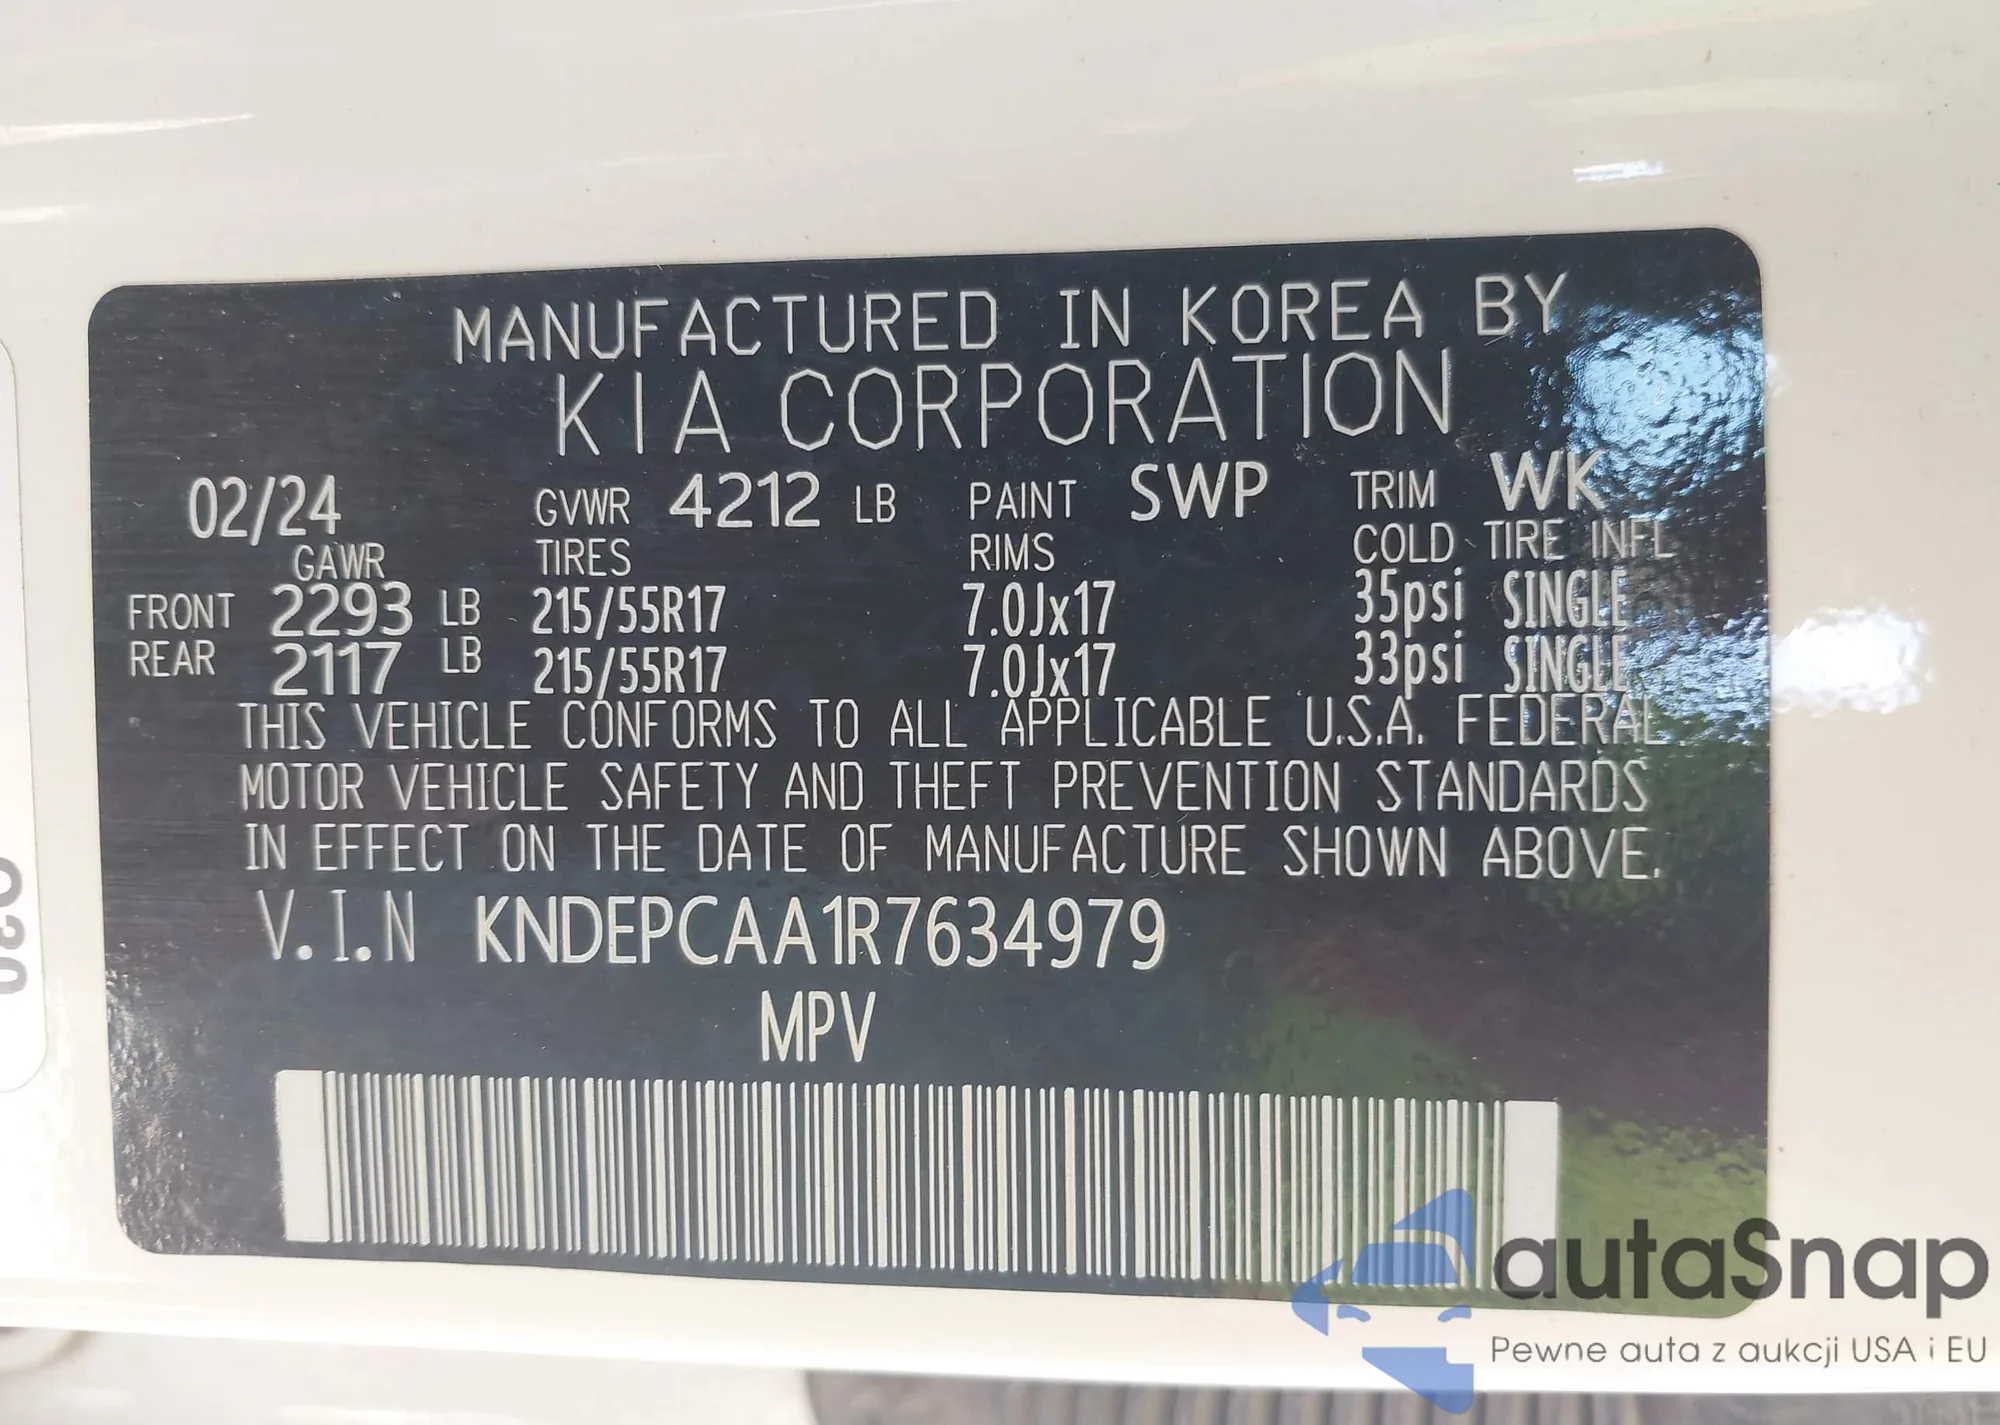 MANUFACTURED IN KOREA BY
KIA CORPORATION
02/24 GVWR 4212 LB PAINT SWP TRIM WK
GAWR TIRES RIMS COLD TIRE INFL
FRONT 2293 LB 215/55R17 7.0Jx17 35psi SINGLE
REAR 2117 LB 215/55R17 7.0Jx17 33psi SINGLE
THIS VEHICLE CONFORMS TO ALL APPLICABLE U.S.A. FEDERAL
MOTOR VEHICLE SAFETY AND THEFT PREVENTION STANDARDS
IN EFFECT ON THE DATE OF MANUFACTURE SHOWN ABOVE.
V.I.N KNDEPCAA1R7634979
MPV
autaSnap
Pewne auta z aukcji USA i EU